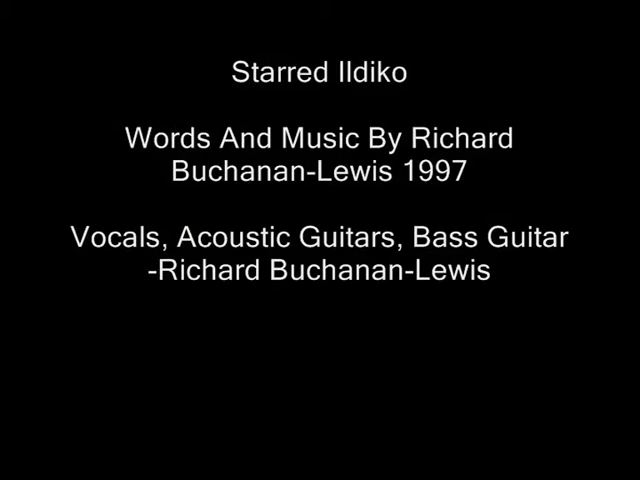 Starred Ildiko
Words And Music By Richard
Buchanan-Lewis 1997
Vocals, Acoustic Guitars, Bass Guitar
-Richard Buchanan-Lewis